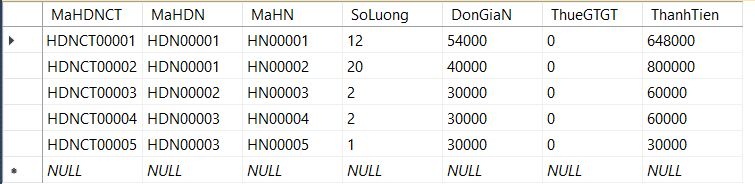 MaHDNCT MaHDN MaHN SoLuong DonGiaN ThueGTGT ThanhTien
HDNCT00001 HDN00001 HN00001 12 54000 0 648000
HDNCT00002 HDN00001 HN00002 20 40000 0 800000
HDNCT00003 HDN00002 HN00003 2 30000 0 60000
HDNCT00004 HDN00003 HN00004 2 30000 0 60000
HDNCT00005 HDN00003 HN00005 1 30000 0 30000
NULL NULL NULL NULL NULL NULL NULL